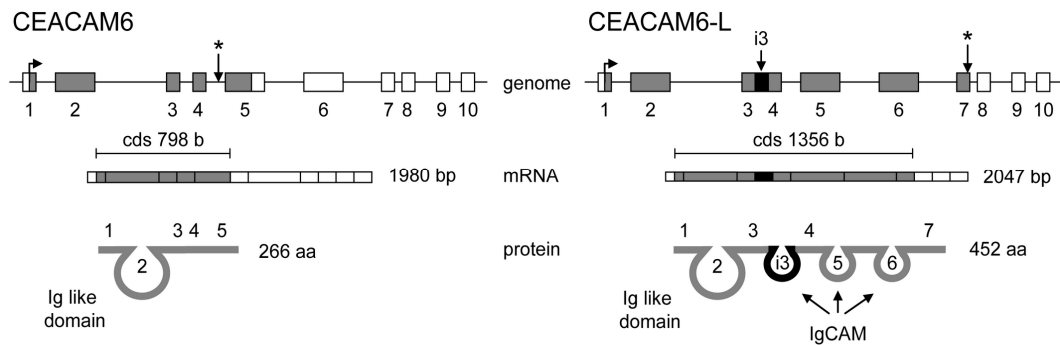 CEACAM6
CEACAM6-L
*
i3
*
genome
1 2 3 4 5 6 7 8 9 10
1 2 3 4 5 6 7 8 9 10
cds 798 b
cds 1356 b
1980 bp
mRNA
2047 bp
1 3 4 5
266 aa
2
protein
1 3 4 7
452 aa
2 i3 5 6
Ig like
domain
Ig like
domain
IgCAM